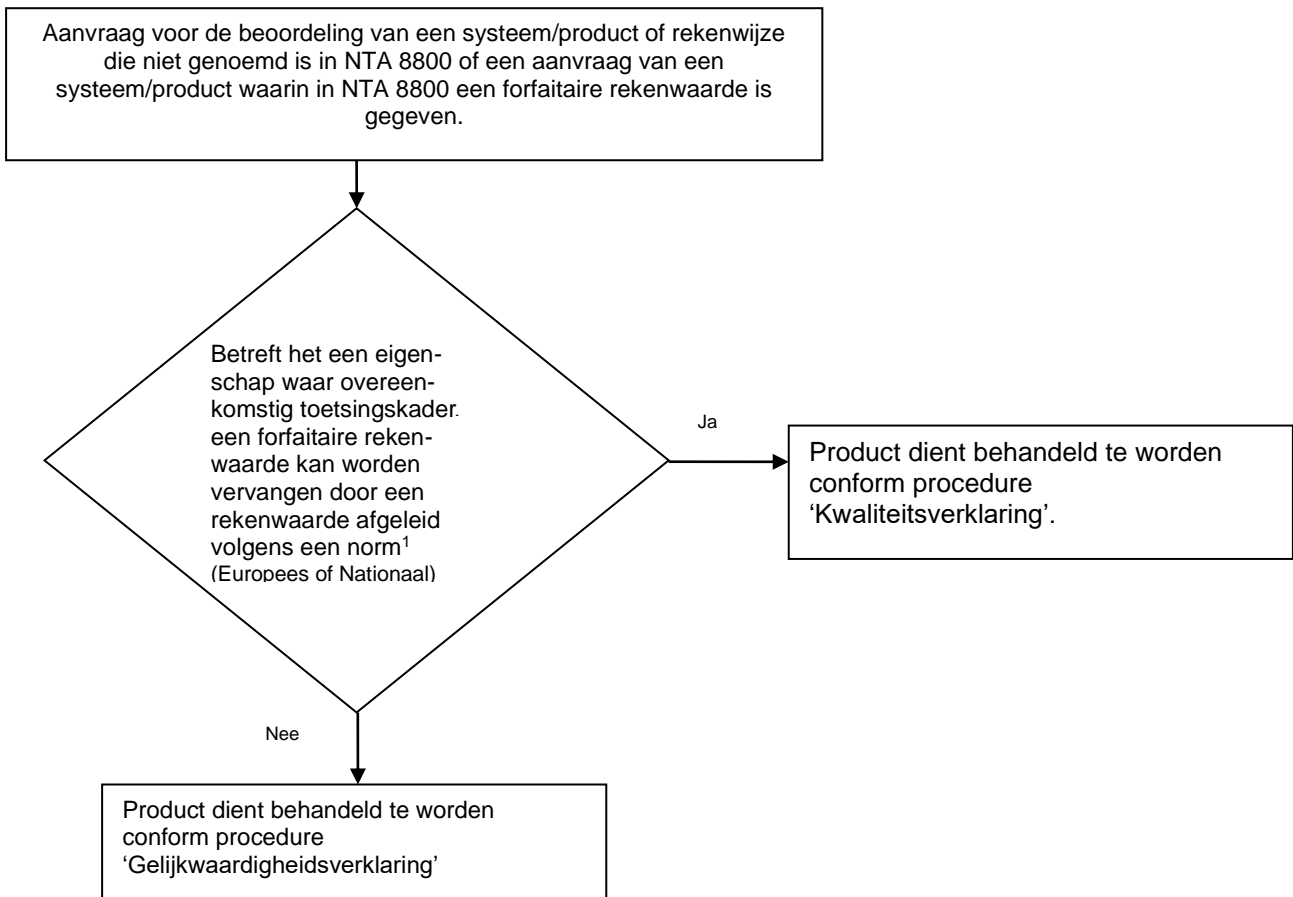 Aanvraag voor de beoordeling van een systeem/product of rekenwijze
die niet genoemd is in NTA 8800 of een aanvraag van een
systeem/product waarin in NTA 8800 een forfaitaire rekenwaarde is
gegeven.
Betreft het een eigen-
schap waar overeen-
komstig toetsingskader.
een forfaitaire reken-
waarde kan worden
vervangen door een
rekenwaarde afgeleid
volgens een norm¹
(Europees of Nationaal)
Ja
Product dient behandeld te worden
conform procedure
‘Kwaliteitsverklaring’.
Nee
Product dient behandeld te worden
conform procedure
‘Gelijkwaardigheidsverklaring’